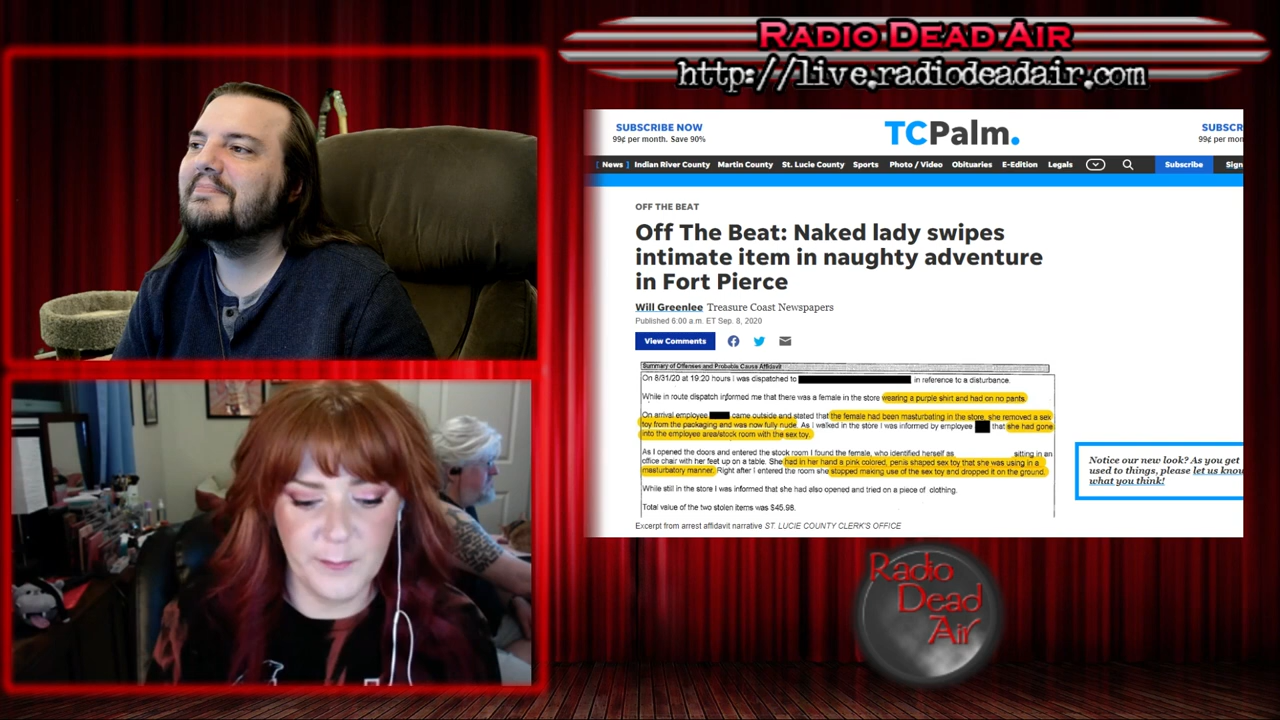 RADIO DEAD AIR
http://live.radiodeadair.com
SUBSCRIBE NOW
99¢ per month. Save 90%
TCPalm.
SUBSCR
99¢ per mon
[ News ] Indian River County Martin County St. Lucie County Sports Photo / Video Obituaries E-Edition Legals Subscribe Sign
OFF THE BEAT
Off The Beat: Naked lady swipes
intimate item in naughty adventure
in Fort Pierce
Will Greenlee Treasure Coast Newspapers
Published 6:00 a.m. ET Sep. 8, 2020
View Comments
Summary of Offenses and Probable Cause Affidavit
On 8/31/20 at 19:20 hours I was dispatched to in reference to a disturbance.
While in route dispatch informed me that there was a female in the store wearing a purple shirt and had on no pants.
On arrival employee came outside and stated that the female had been masturbating in the store, she removed a sex
toy from the packaging and was now fully nude. As I walked in the store I was informed by employee that she had gone
into the employee area/stock room with the sex toy.
As I opened the doors and entered the stock room I found the female, who identified herself as sitting in an
office chair with her feet up on a table. She had in her hand a pink colored, penis shaped sex toy that she was using in a
masturbatory manner. Right after I entered the room she stopped making use of the sex toy and dropped it on the ground.
While still in the store I was informed that she had also opened and tried on a piece of clothing.
Total value of the two stolen items was $45.98.
Excerpt from arrest affidavit narrative ST. LUCIE COUNTY CLERK'S OFFICE
Notice our new look? As you get
used to things, please let us know
what you think!
Radio
Dead
Air